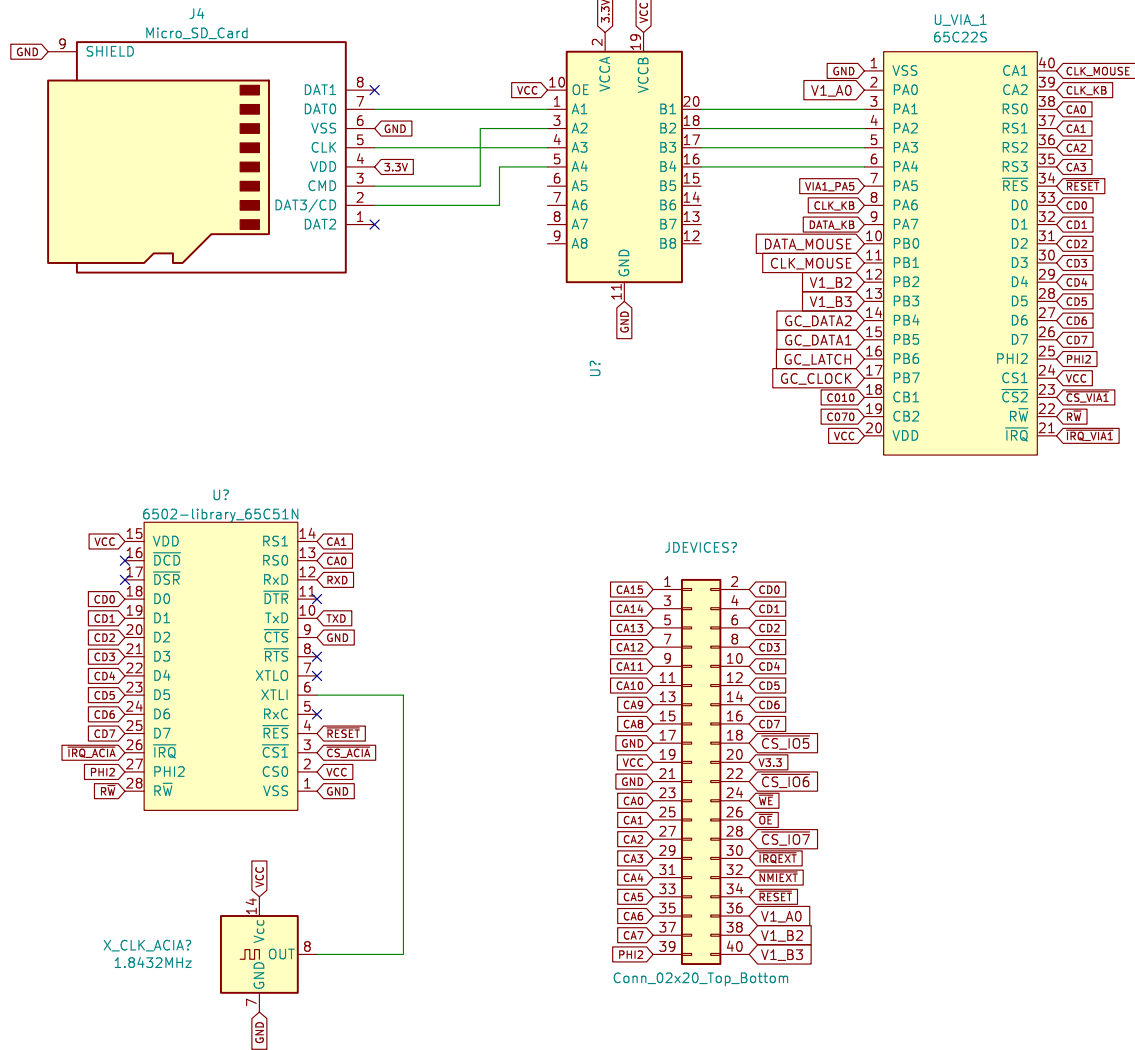 J4
Micro_SD_Card
GND 9 SHIELD
DAT1 8
DAT0 7
VSS 6 GND
CLK 5
VDD 4 3.3V
CMD 3
DAT3/CD 2
DAT2 1
3.3V 2 VCCA
VCC 19 VCCB
VCC 10 OE
1 A1 B1 20
3 A2 B2 18
4 A3 B3 17
5 A4 B4 16
6 A5 B5 15
7 A6 B6 14
8 A7 B7 13
9 A8 B8 12
GND 11 GND
U?
U_VIA_1
65C22S
GND 1 VSS CA1 40 CLK_MOUSE
V1_A0 2 PA0 CA2 39 CLK_KB
3 PA1 RS0 38 CA0
4 PA2 RS1 37 CA1
5 PA3 RS2 36 CA2
6 PA4 RS3 35 CA3
VIA1_PA5 7 PA5 RES 34 RESET
CLK_KB 8 PA6 D0 33 CD0
DATA_KB 9 PA7 D1 32 CD1
DATA_MOUSE 10 PB0 D2 31 CD2
CLK_MOUSE 11 PB1 D3 30 CD3
V1_B2 12 PB2 D4 29 CD4
V1_B3 13 PB3 D5 28 CD5
GC_DATA2 14 PB4 D6 27 CD6
GC_DATA1 15 PB5 D7 26 CD7
GC_LATCH 16 PB6 PHI2 25 PHI2
GC_CLOCK 17 PB7 CS1 24 VCC
C010 18 CB1 CS2 23 CS_VIA1
C070 19 CB2 RW 22 RW
VCC 20 VDD IRQ 21 IRQ_VIA1
U?
6502-library_65C51N
VCC 15 VDD RS1 14 CA1
16 DCD RS0 13 CA0
17 DSR RxD 12 RXD
CD0 18 D0 DTR 11
CD1 19 D1 TxD 10 TXD
CD2 20 D2 CTS 9 GND
CD3 21 D3 RTS 8
CD4 22 D4 XTLO 7
CD5 23 D5 XTLI 6
CD6 24 D6 RxC 5
CD7 25 D7 RES 4 RESET
IRQ_ACIA 26 IRQ CS1 3 CS_ACIA
PHI2 27 PHI2 CS0 2 VCC
RW 28 RW VSS 1 GND
VCC 14 Vcc
X_CLK_ACIA?
1.8432MHz
OUT 8
GND 7 GND
JDEVICES?
CA15 1 2 CD0
CA14 3 4 CD1
CA13 5 6 CD2
CA12 7 8 CD3
CA11 9 10 CD4
CA10 11 12 CD5
CA9 13 14 CD6
CA8 15 16 CD7
GND 17 18 CS_IO5
VCC 19 20 V3.3
GND 21 22 CS_IO6
CA0 23 24 WE
CA1 25 26 OE
CA2 27 28 CS_IO7
CA3 29 30 IRQEXT
CA4 31 32 NMIEXT
CA5 33 34 RESET
CA6 35 36 V1_A0
CA7 37 38 V1_B2
PHI2 39 40 V1_B3
Conn_02x20_Top_Bottom